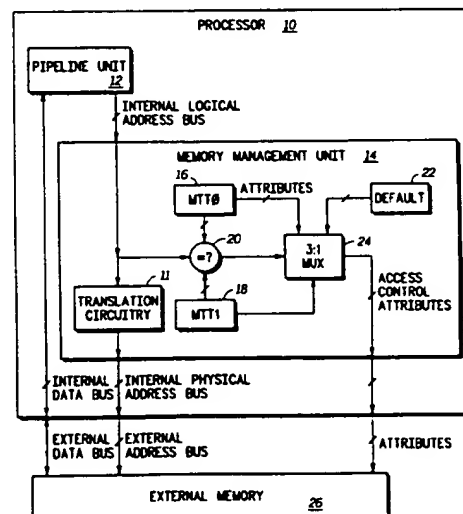 PROCESSOR 10
PIPELINE UNIT
12
INTERNAL LOGICAL
ADDRESS BUS
MEMORY MANAGEMENT UNIT 14
16
MTTØ
ATTRIBUTES
22
DEFAULT
20
=?
3:1
MUX
24
11
TRANSLATION
CIRCUITRY
18
MTT1
ACCESS
CONTROL
ATTRIBUTES
INTERNAL
DATA BUS
INTERNAL PHYSICAL
ADDRESS BUS
EXTERNAL
DATA BUS
EXTERNAL
ADDRESS BUS
ATTRIBUTES
EXTERNAL MEMORY 26